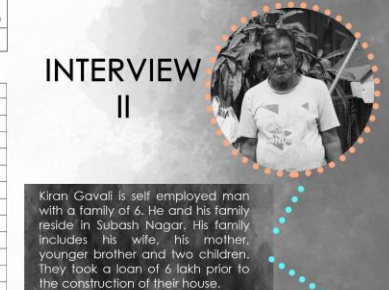 INTERVIEW
II
Kiran Gavali is self employed man
with a family of 6. He and his family
reside in Subash Nagar. His family
includes his wife, his mother,
younger brother and two children.
They took a loan of 6 lakh prior to
the construction of their house.